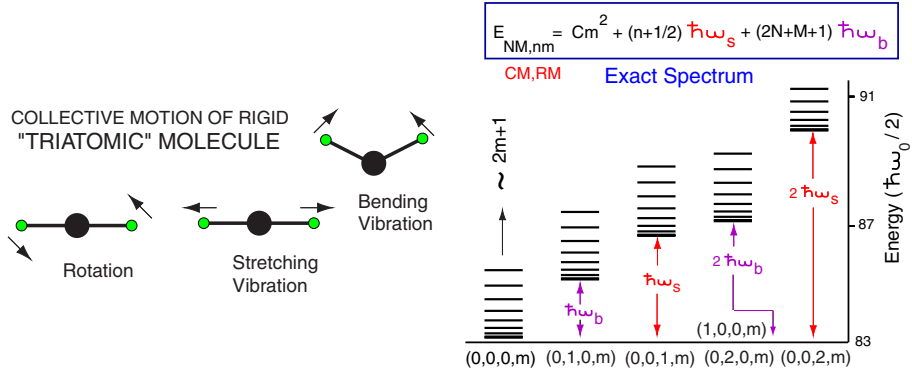 COLLECTIVE MOTION OF RIGID
"TRIATOMIC" MOLECULE
Rotation
Stretching
Vibration
Bending
Vibration
E_NM,nm = Cm² + (n+1/2) ħω_s + (2N+M+1) ħω_b
CM,RM
Exact Spectrum
~ 2m+1
ħω_b
ħω_s
2 ħω_b
2 ħω_s
(1,0,0,m)
(0,0,0,m)
(0,1,0,m)
(0,0,1,m)
(0,2,0,m)
(0,0,2,m)
91
87
83
Energy (ħω_0/2)